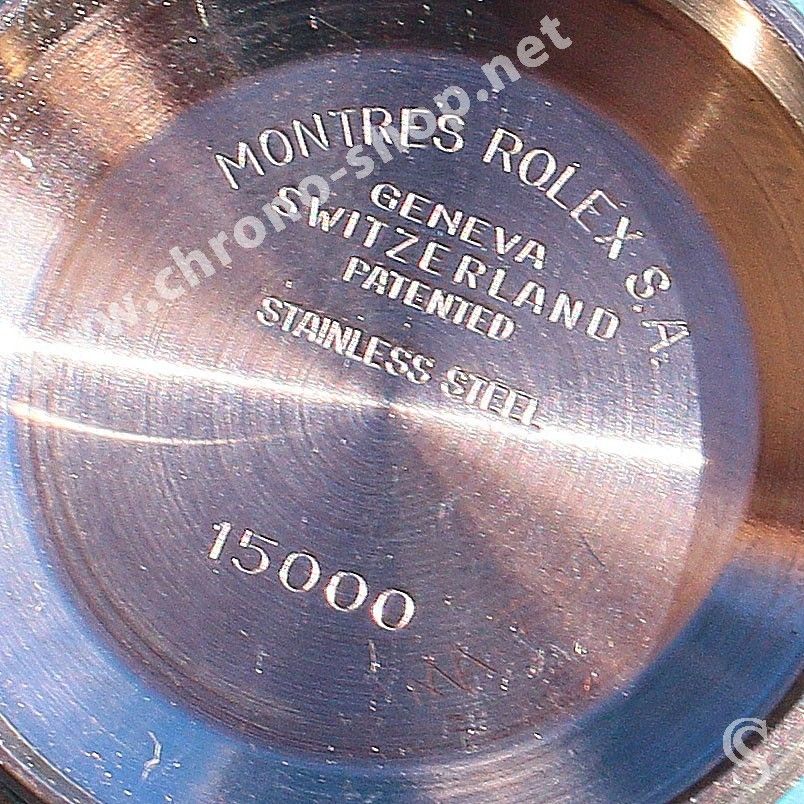 MONTRES ROLEX S.A.
GENEVA
SWITZERLAND
PATENTED
STAINLESS STEEL
15000
www.chrono-shop.net